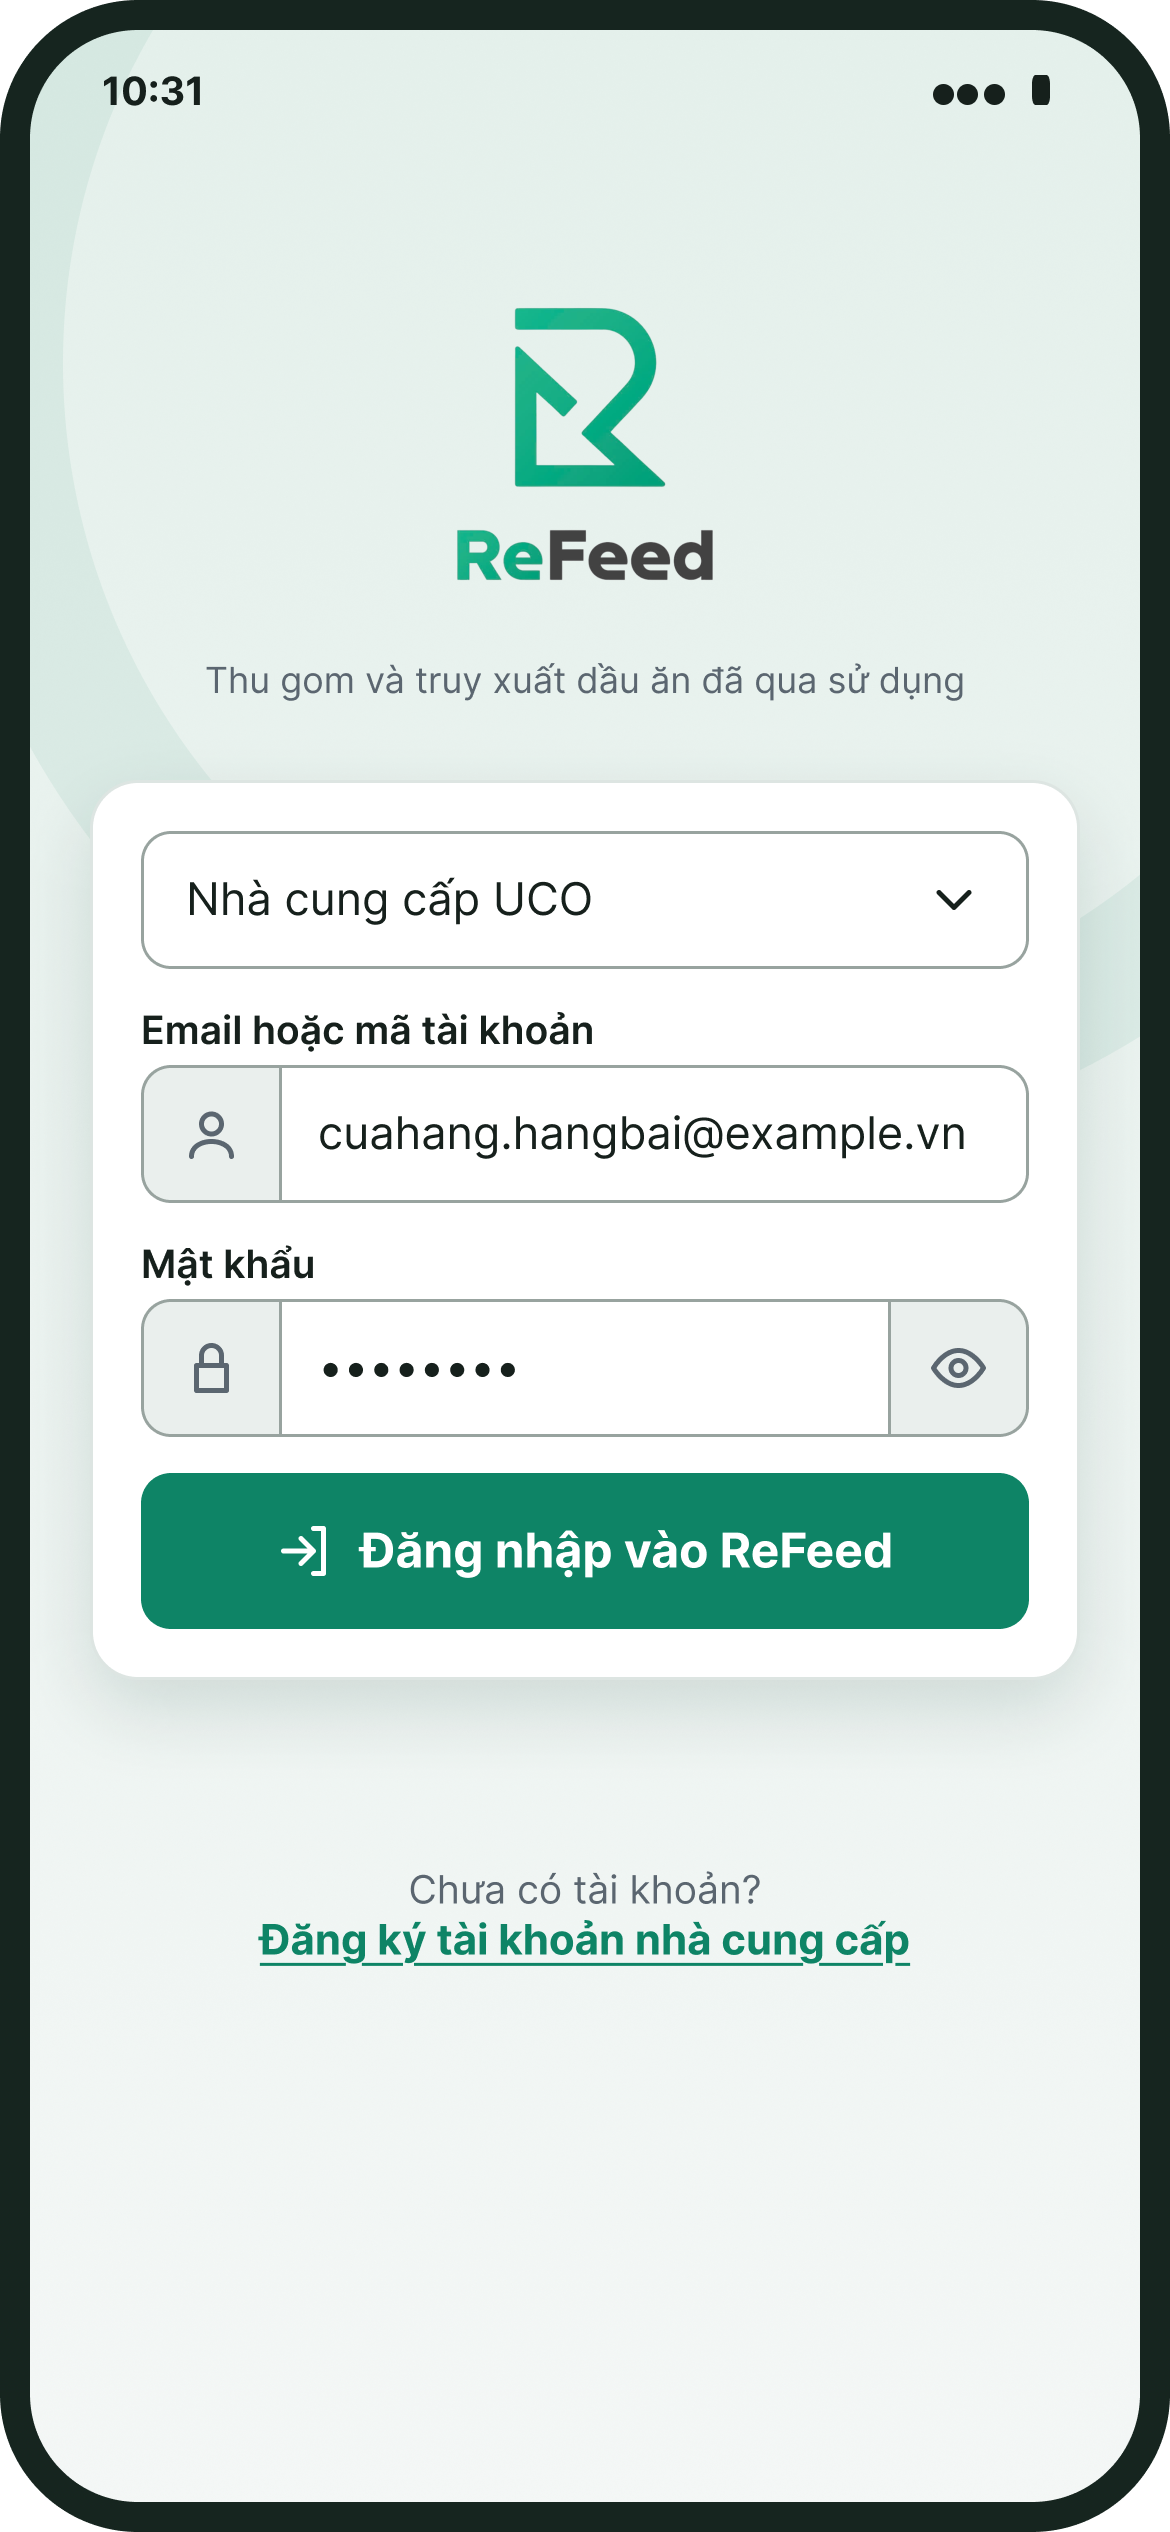 10:31
ReFeed
Thu gom và truy xuất dầu ăn đã qua sử dụng
Nhà cung cấp UCO
Email hoặc mã tài khoản
cuahang.hangbai@example.vn
Mật khẩu
••••••••
Đăng nhập vào ReFeed
Chưa có tài khoản?
Đăng ký tài khoản nhà cung cấp